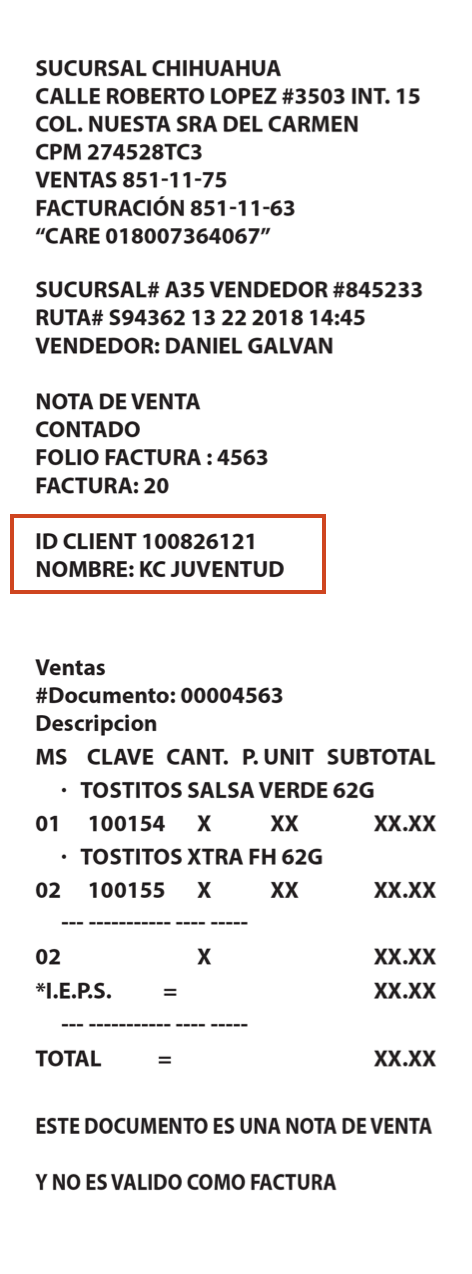 SUCURSAL CHIHUAHUA
CALLE ROBERTO LOPEZ #3503 INT. 15
COL. NUESTA SRA DEL CARMEN
CPM 274528TC3
VENTAS 851-11-75
FACTURACIÓN 851-11-63
“CARE 018007364067”
SUCURSAL# A35 VENDEDOR #845233
RUTA# S94362 13 22 2018 14:45
VENDEDOR: DANIEL GALVAN
NOTA DE VENTA
CONTADO
FOLIO FACTURA : 4563
FACTURA: 20
ID CLIENT 100826121
NOMBRE: KC JUVENTUD
Ventas
#Documento: 00004563
Descripcion
MS CLAVE CANT. P. UNIT SUBTOTAL
· TOSTITOS SALSA VERDE 62G
01 100154 X XX XX.XX
· TOSTITOS XTRA FH 62G
02 100155 X XX XX.XX
--- ----------- ---- -----
02 X XX.XX
*I.E.P.S. = XX.XX
--- ----------- ---- -----
TOTAL = XX.XX
ESTE DOCUMENTO ES UNA NOTA DE VENTA
Y NO ES VALIDO COMO FACTURA